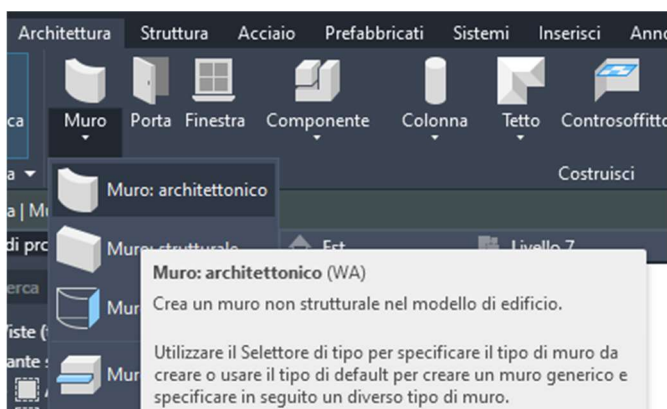 Architettura Struttura Acciaio Prefabbricati Sistemi Inserisci
Muro Porta Finestra Componente Colonna Tetto Controsoffitto
Costruisci
Muro: architettonico
Muro: strutturale Est Livello 7
Muro: architettonico (WA)
Crea un muro non strutturale nel modello di edificio.
Utilizzare il Selettore di tipo per specificare il tipo di muro da
creare o usare il tipo di default per creare un muro generico e
specificare in seguito un diverso tipo di muro.